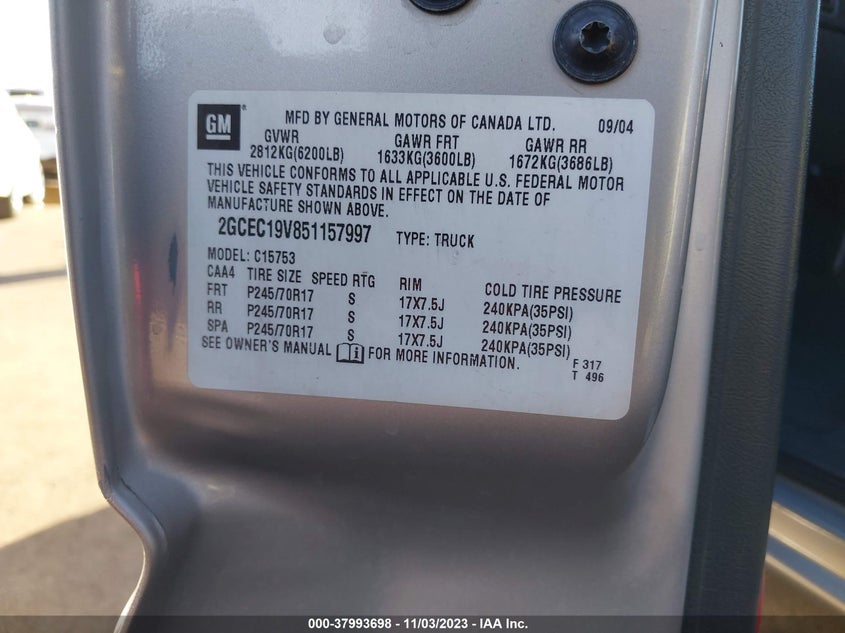 GM
MFD BY GENERAL MOTORS OF CANADA LTD. 09/04
GVWR GAWR FRT GAWR RR
2812KG(6200LB) 1633KG(3600LB) 1672KG(3686LB)
THIS VEHICLE CONFORMS TO ALL APPLICABLE U.S. FEDERAL MOTOR
VEHICLE SAFETY STANDARDS IN EFFECT ON THE DATE OF
MANUFACTURE SHOWN ABOVE.
2GCEC19V851157997 TYPE: TRUCK
MODEL: C15753
CAA4 TIRE SIZE SPEED RTG RIM COLD TIRE PRESSURE
FRT P245/70R17 S 17X7.5J 240KPA(35PSI)
RR P245/70R17 S 17X7.5J 240KPA(35PSI)
SPA P245/70R17 S 17X7.5J 240KPA(35PSI)
SEE OWNER'S MANUAL FOR MORE INFORMATION.
F 317
T 496
000-37993698 - 11/03/2023 - IAA Inc.